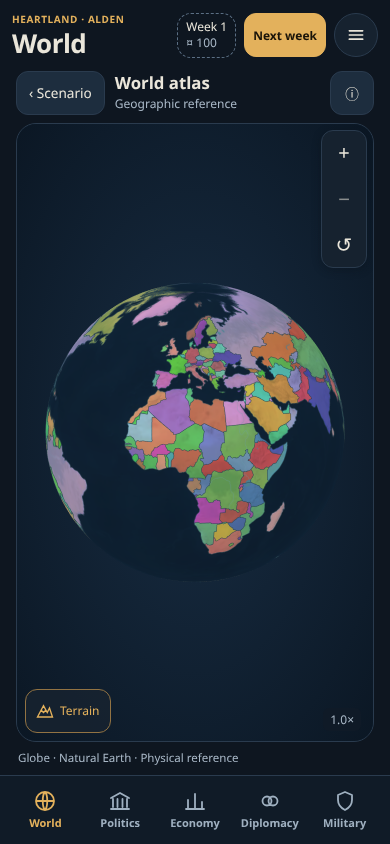 HEARTLAND · ALDEN
World
Week 1
¤ 100
Next week
‹ Scenario
World atlas
Geographic reference
+
−
↺
Terrain
1.0×
Globe · Natural Earth · Physical reference
World
Politics
Economy
Diplomacy
Military